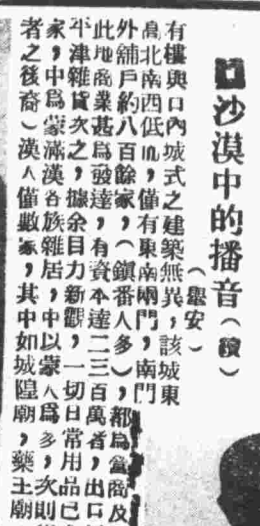 沙漠中的播音(續)
(壘安)
有樓與口內城式之建築無異，該城東
高北南西低凹，僅有東南兩門，南門
外舖戶約八百餘家，(鎭番人多)，都爲當商及
此地商業甚爲發達，有資本達二三百萬者，出口
平津雜貨次之，據余目力新觀，一切日常用品已
家，中爲蒙滿漢各族雜居，中以蒙人爲多，次則
者之後裔)漢人僅數家，其中如城隍廟，藥王廟